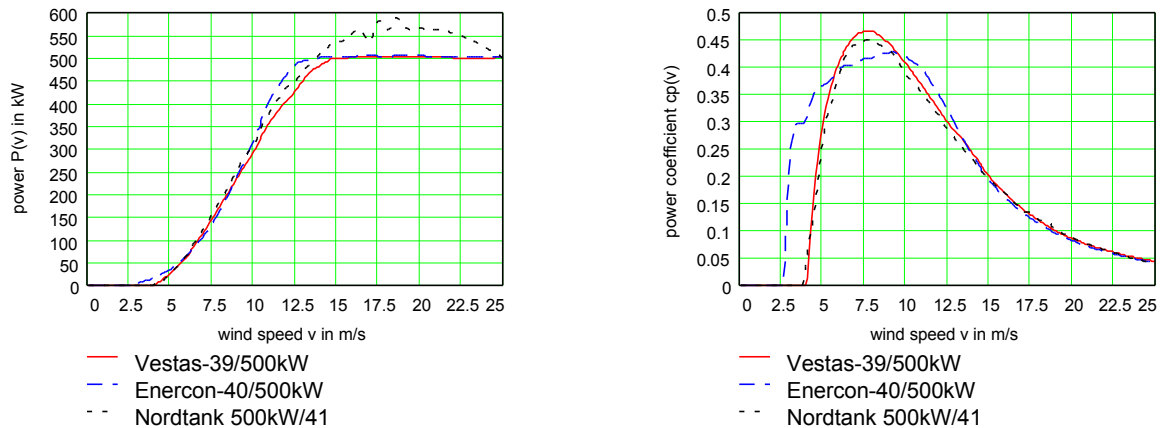 power P(v) in kW
600
550
500
450
400
350
300
250
200
150
100
50
0
0 2.5 5 7.5 10 12.5 15 17.5 20 22.5 25
wind speed v in m/s
Vestas-39/500kW
Enercon-40/500kW
Nordtank 500kW/41
power coefficient cp(v)
0.5
0.45
0.4
0.35
0.3
0.25
0.2
0.15
0.1
0.05
0
0 2.5 5 7.5 10 12.5 15 17.5 20 22.5 25
wind speed v in m/s
Vestas-39/500kW
Enercon-40/500kW
Nordtank 500kW/41